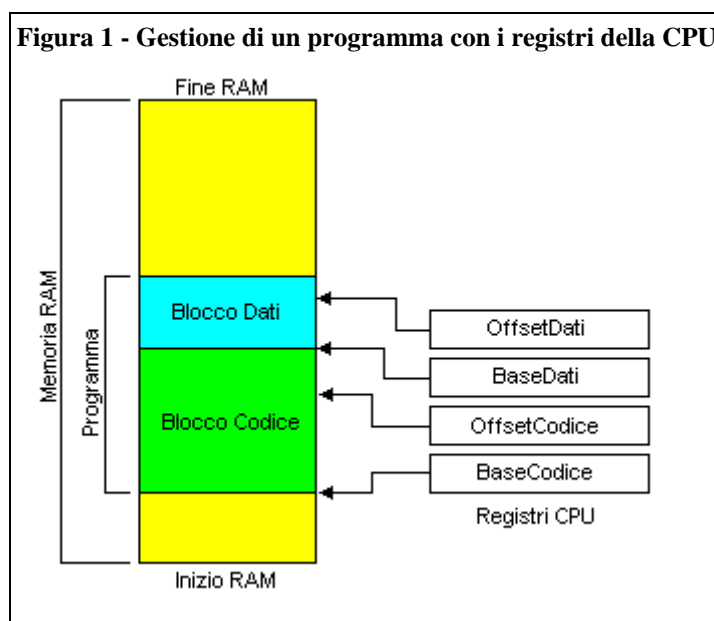 Figura 1 - Gestione di un programma con i registri della CPU
Fine RAM
Memoria RAM
Programma
Blocco Dati
Blocco Codice
OffsetDati
BaseDati
OffsetCodice
BaseCodice
Registri CPU
Inizio RAM